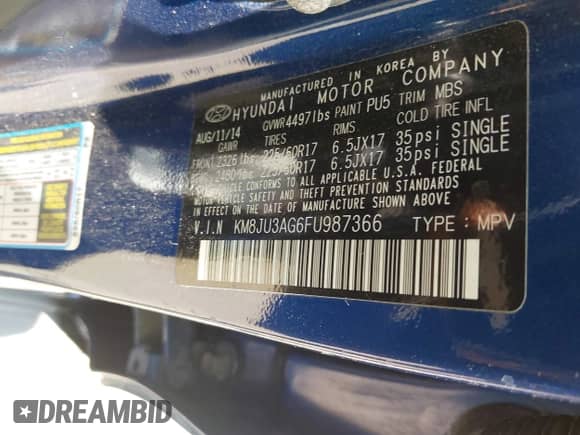 MANUFACTURED IN KOREA BY
HYUNDAI MOTOR COMPANY
AUG/11/14 GVWR4497lbs PAINT PU5 TRIM MBS
TIRES RIMS COLD TIRE INFL
2326lbs 225/60R17 6.5JX17 35psi SINGLE
225/60R17 6.5JX17 35psi SINGLE
VEHICLE CONFORMS TO ALL APPLICABLE U.S.A. FEDERAL
MOTOR VEHICLE SAFETY AND THEFT PREVENTION STANDARDS
IN EFFECT ON THE DATE OF MANUFACTURE SHOWN ABOVE.
V.I.N KM8JU3AG6FU987366 TYPE : MPV
DREAMBID